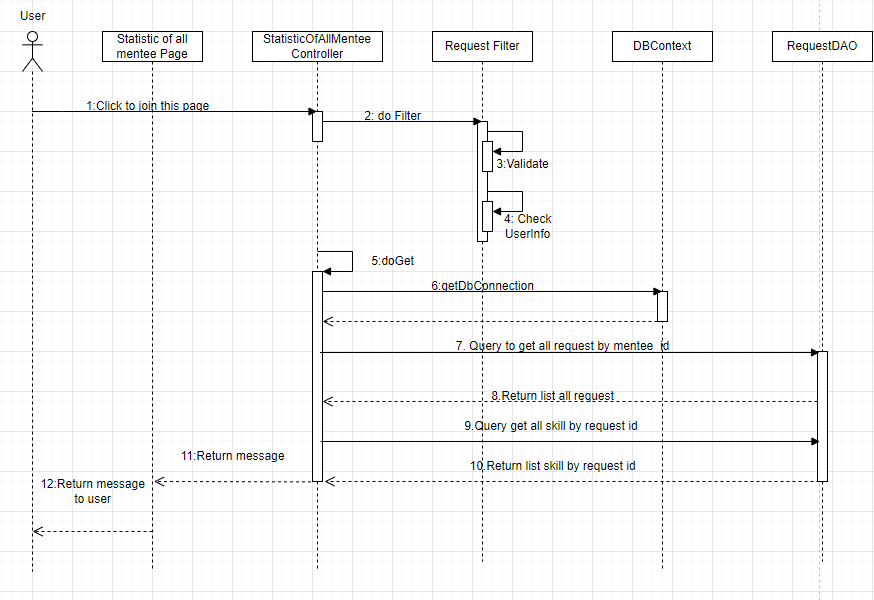 User
Statistic of all
mentee Page
StatisticOfAllMentee
Controller
Request Filter
DBContext
RequestDAO
1:Click to join this page
2: do Filter
3:Validate
4: Check
UserInfo
5:doGet
6:getDbConnection
7. Query to get all request by mentee_id
8.Return list all request
9.Query get all skill by request id
10.Return list skill by request id
11:Return message
12:Return message
to user